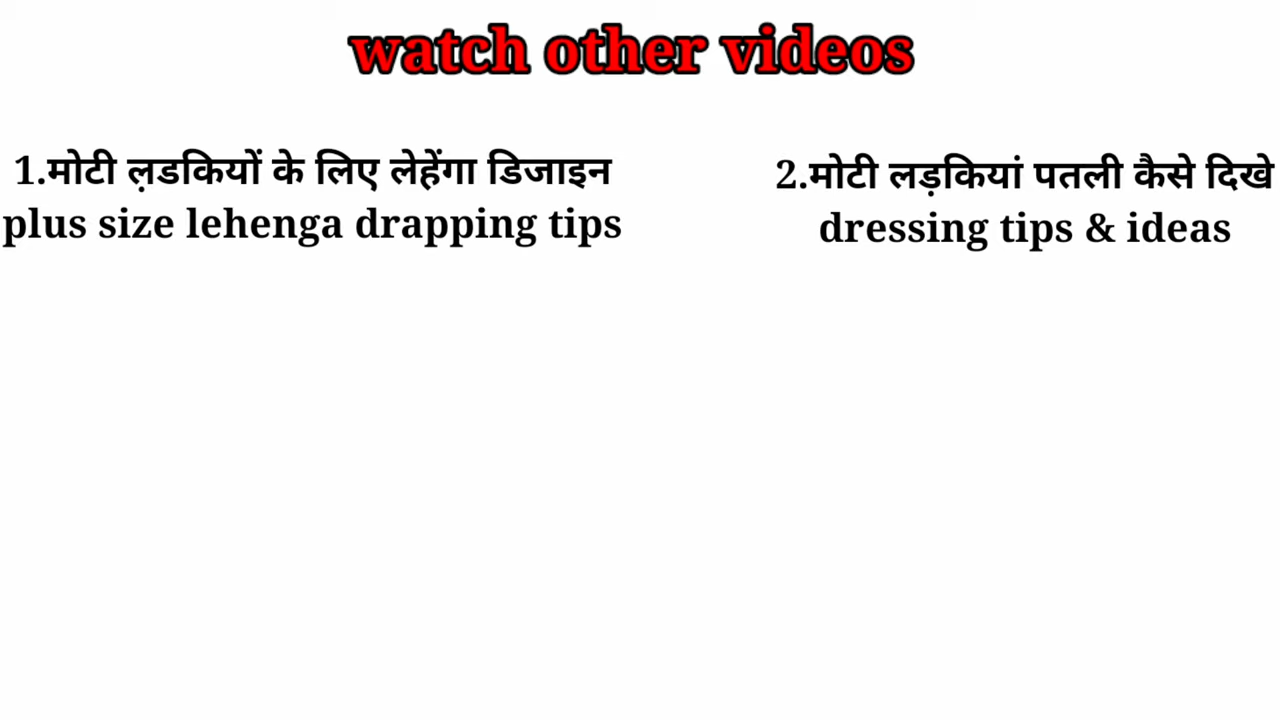 watch other videos
1.मोटी ल़डकियों के लिए लेहेंगा डिजाइन
plus size lehenga drapping tips
2.मोटी लड़कियां पतली कैसे दिखे
dressing tips & ideas